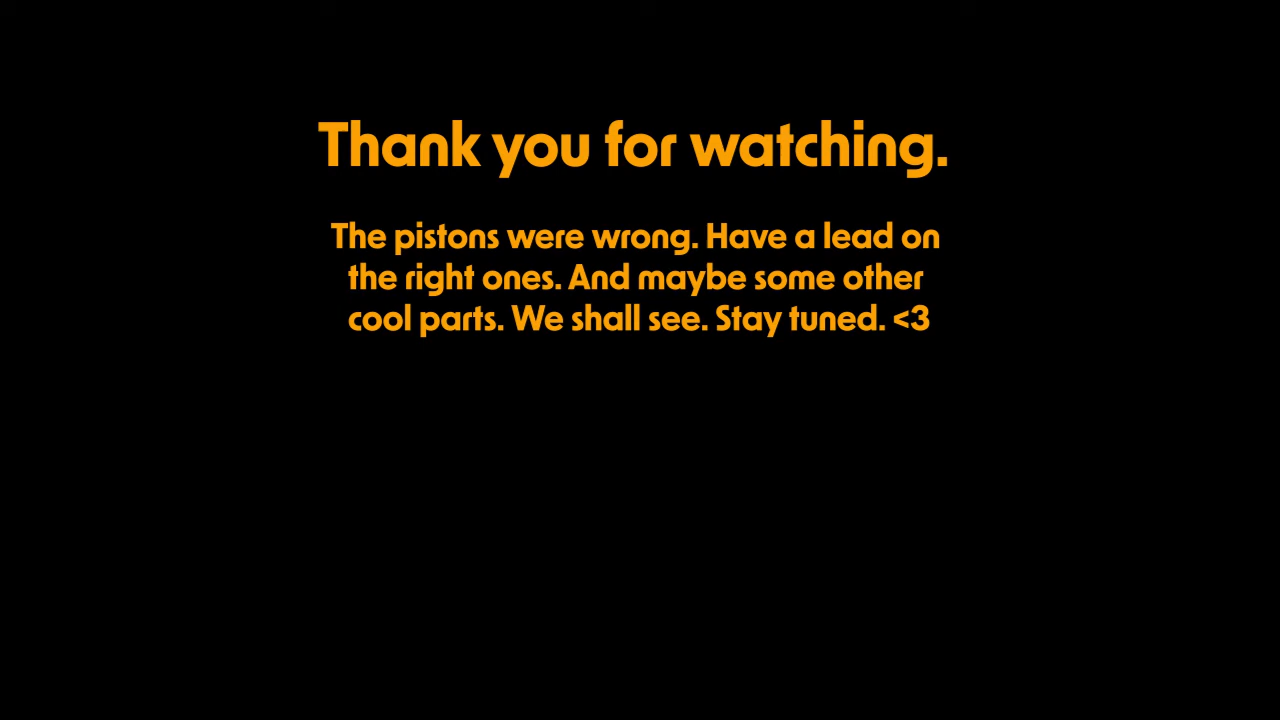 Thank you for watching.
The pistons were wrong. Have a lead on
the right ones. And maybe some other
cool parts. We shall see. Stay tuned. <3